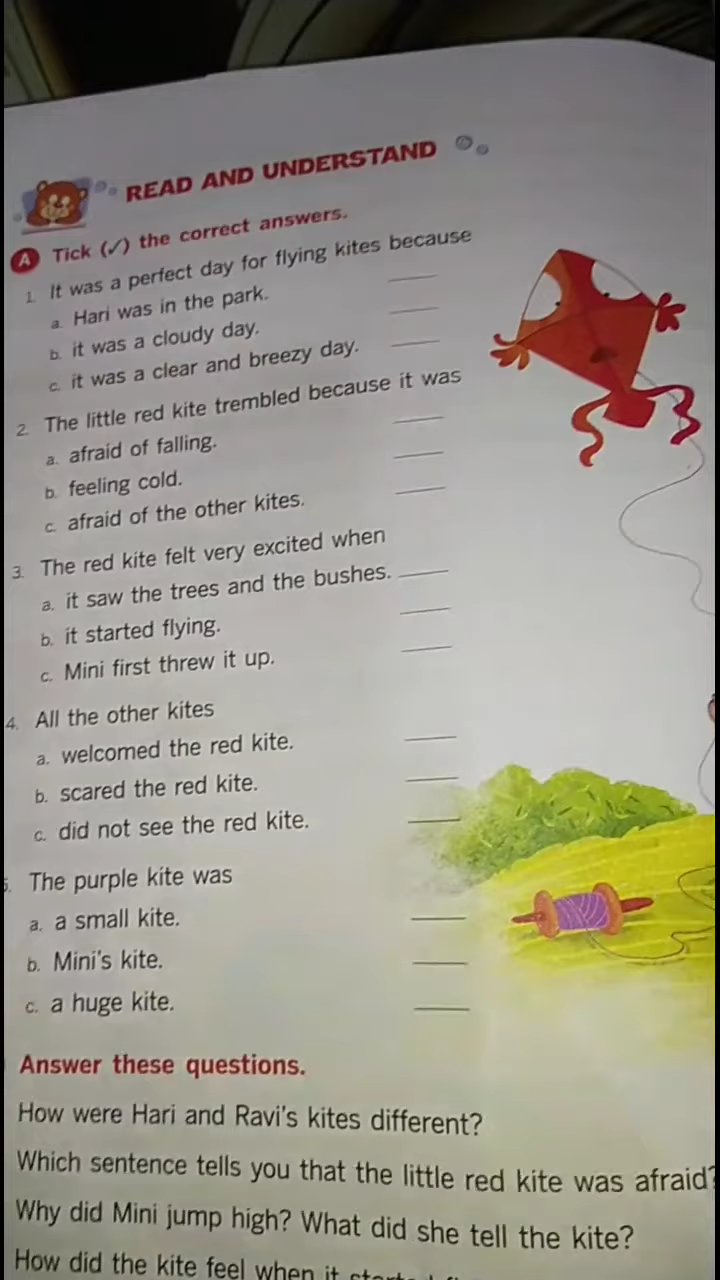 READ AND UNDERSTAND
A Tick (✓) the correct answers.
1. It was a perfect day for flying kites because
a. Hari was in the park.
b. it was a cloudy day.
c. it was a clear and breezy day.
2. The little red kite trembled because it was
a. afraid of falling.
b. feeling cold.
c. afraid of the other kites.
3. The red kite felt very excited when
a. it saw the trees and the bushes.
b. it started flying.
c. Mini first threw it up.
4. All the other kites
a. welcomed the red kite.
b. scared the red kite.
c. did not see the red kite.
5. The purple kite was
a. a small kite.
b. Mini's kite.
c. a huge kite.
Answer these questions.
How were Hari and Ravi's kites different?
Which sentence tells you that the little red kite was afraid?
Why did Mini jump high? What did she tell the kite?
How did the kite feel when it